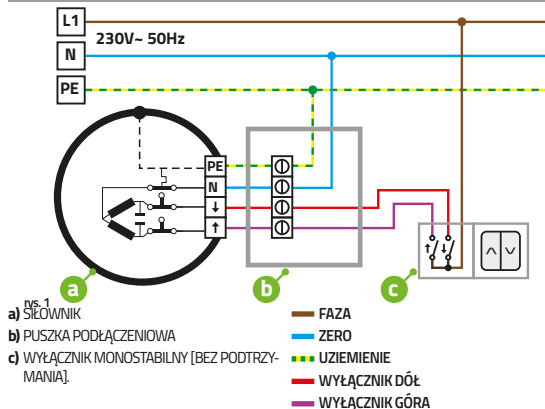 L1
230V~ 50Hz
N
PE
PE
N
↓
↑
↑ ↓
a
b
c
rys. 1
a) SIŁOWNIK
b) PUSZKA PODŁĄCZENIOWA
c) WYŁĄCZNIK MONOSTABILNY [BEZ PODTRZY-
MANIA].
FAZA
ZERO
UZIEMIENIE
WYŁĄCZNIK DÓŁ
WYŁĄCZNIK GÓRA